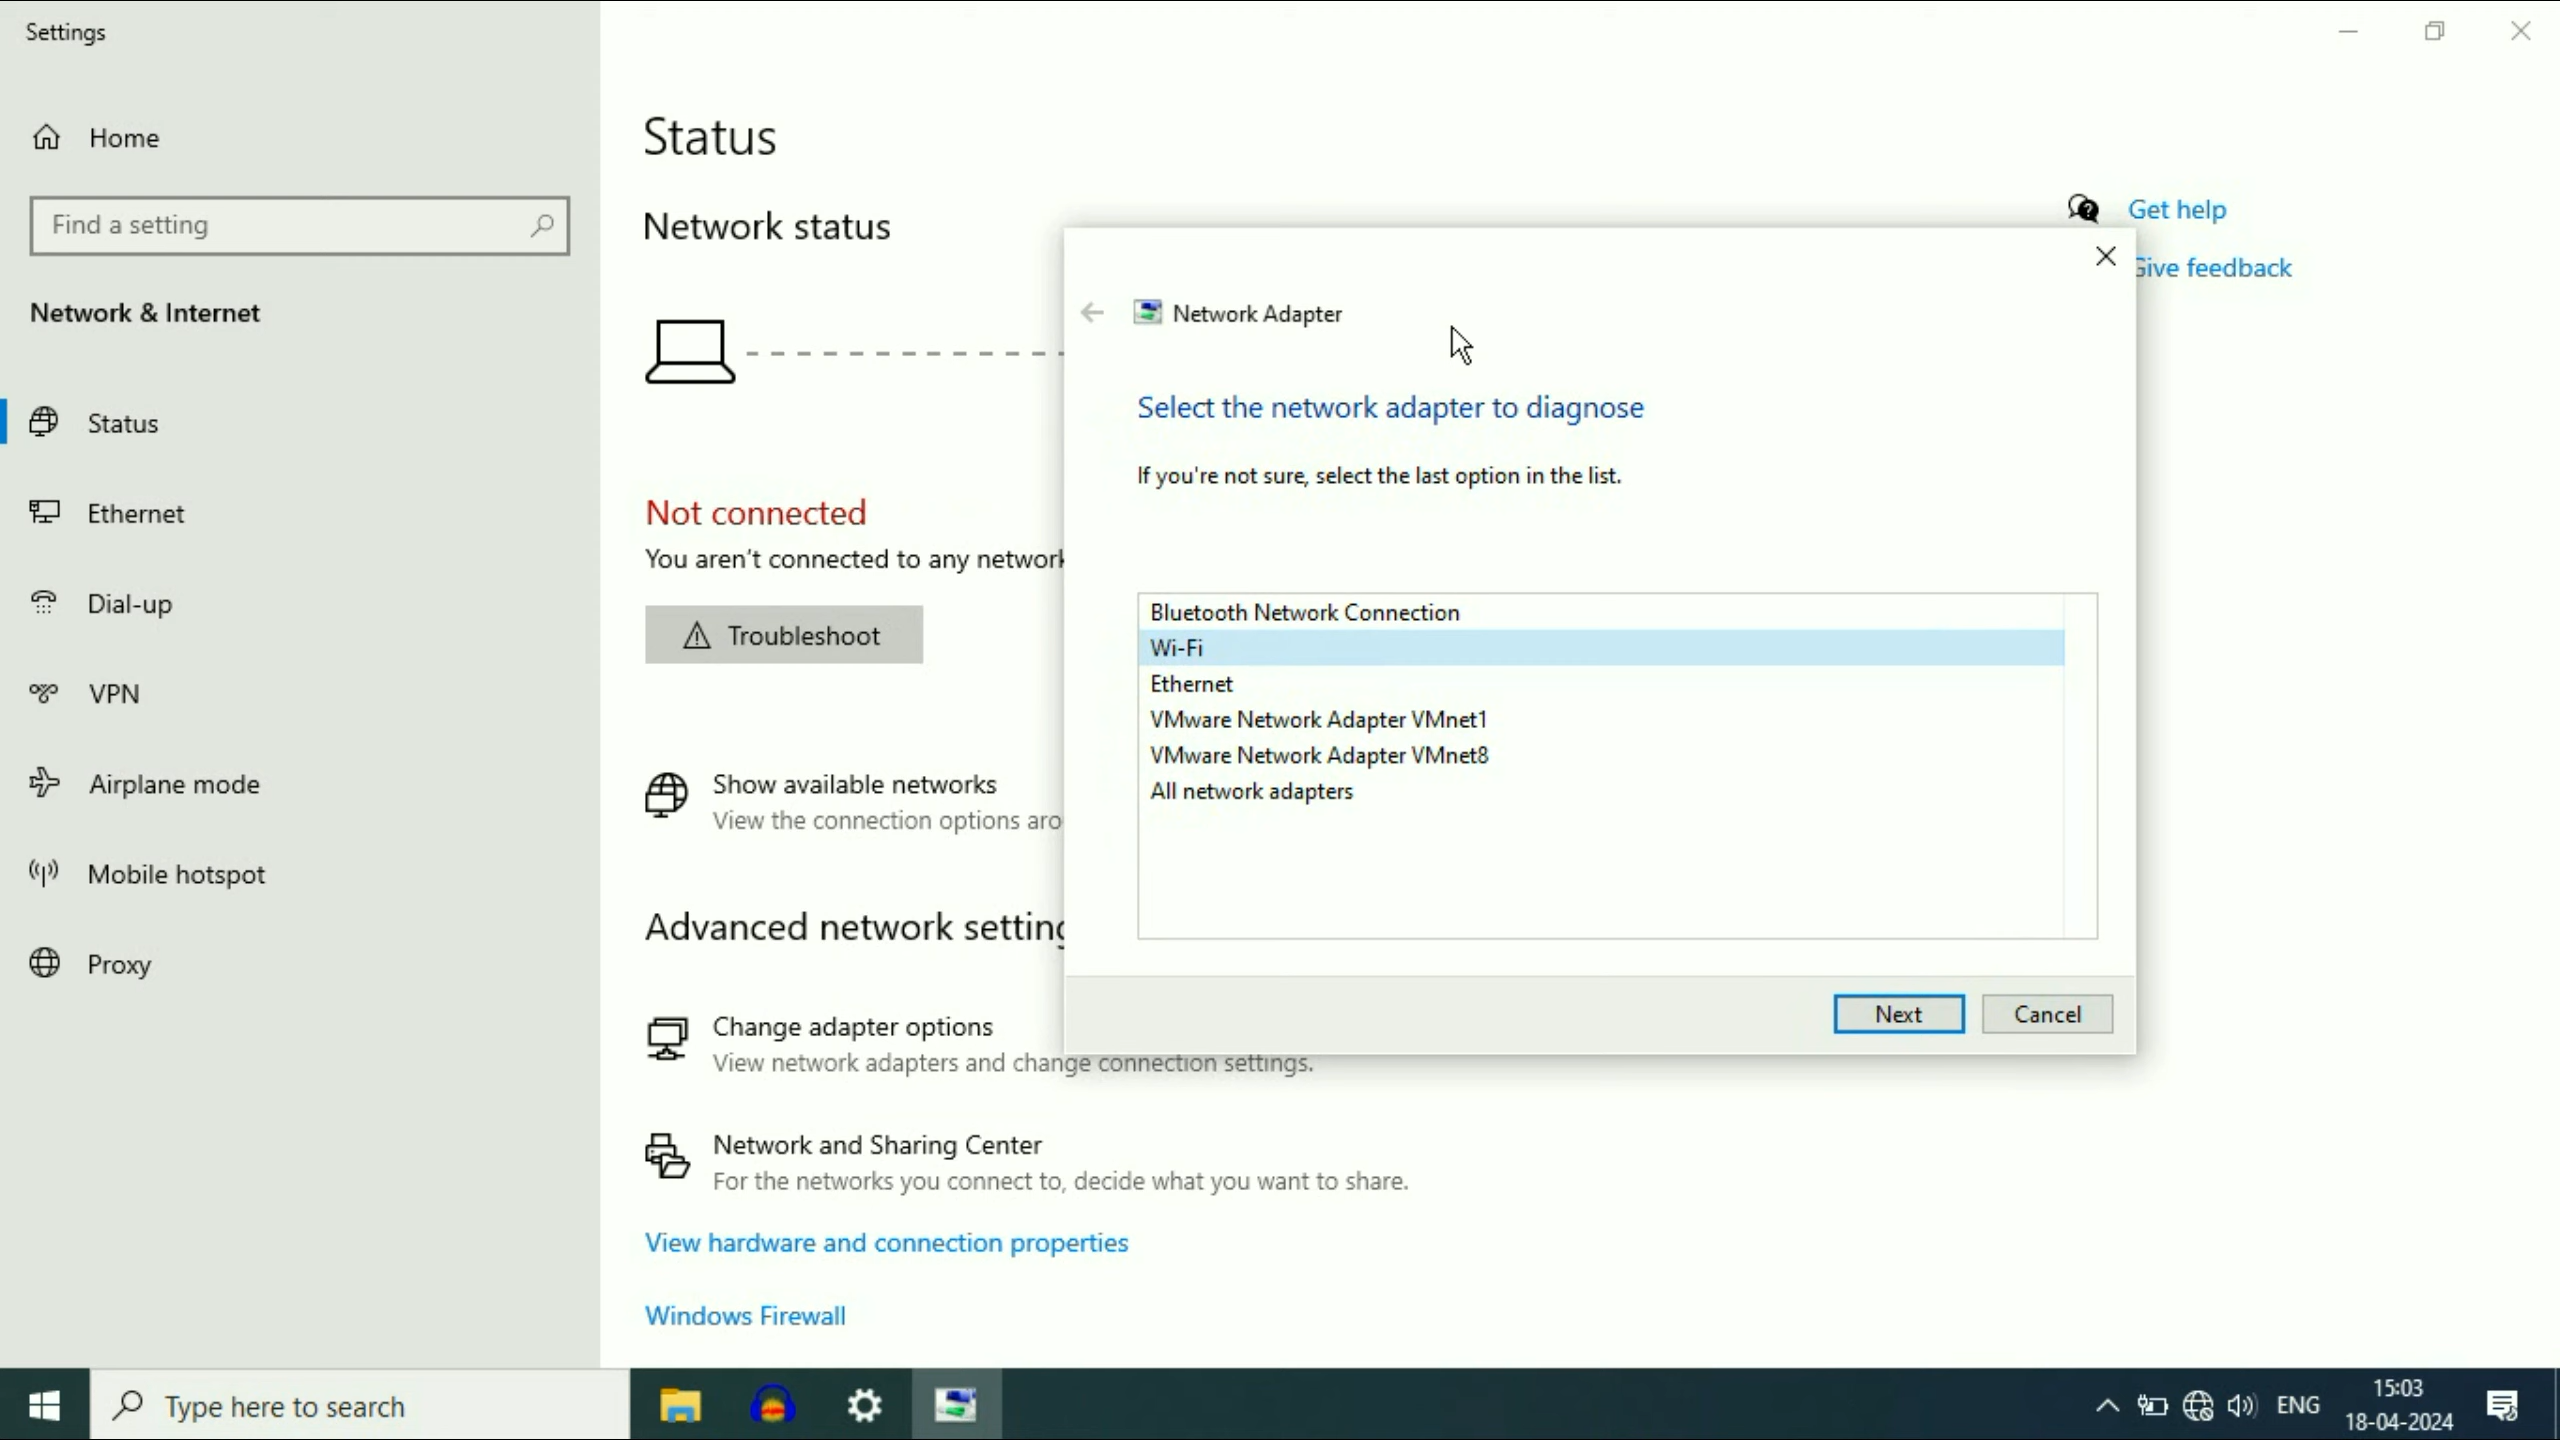 Settings
Home
Find a setting
Network & Internet
Status
Ethernet
Dial-up
VPN
Airplane mode
Mobile hotspot
Proxy
Status
Network status
Not connected
You aren't connected to any network
Troubleshoot
Show available networks
View the connection options aro
Advanced network setting
Change adapter options
View network adapters and change connection settings.
Network and Sharing Center
For the networks you connect to, decide what you want to share.
View hardware and connection properties
Windows Firewall
Get help
Give feedback
Network Adapter
Select the network adapter to diagnose
If you're not sure, select the last option in the list.
Bluetooth Network Connection
Wi-Fi
Ethernet
VMware Network Adapter VMnet1
VMware Network Adapter VMnet8
All network adapters
Next
Cancel
Type here to search
ENG
15:03
18-04-2024